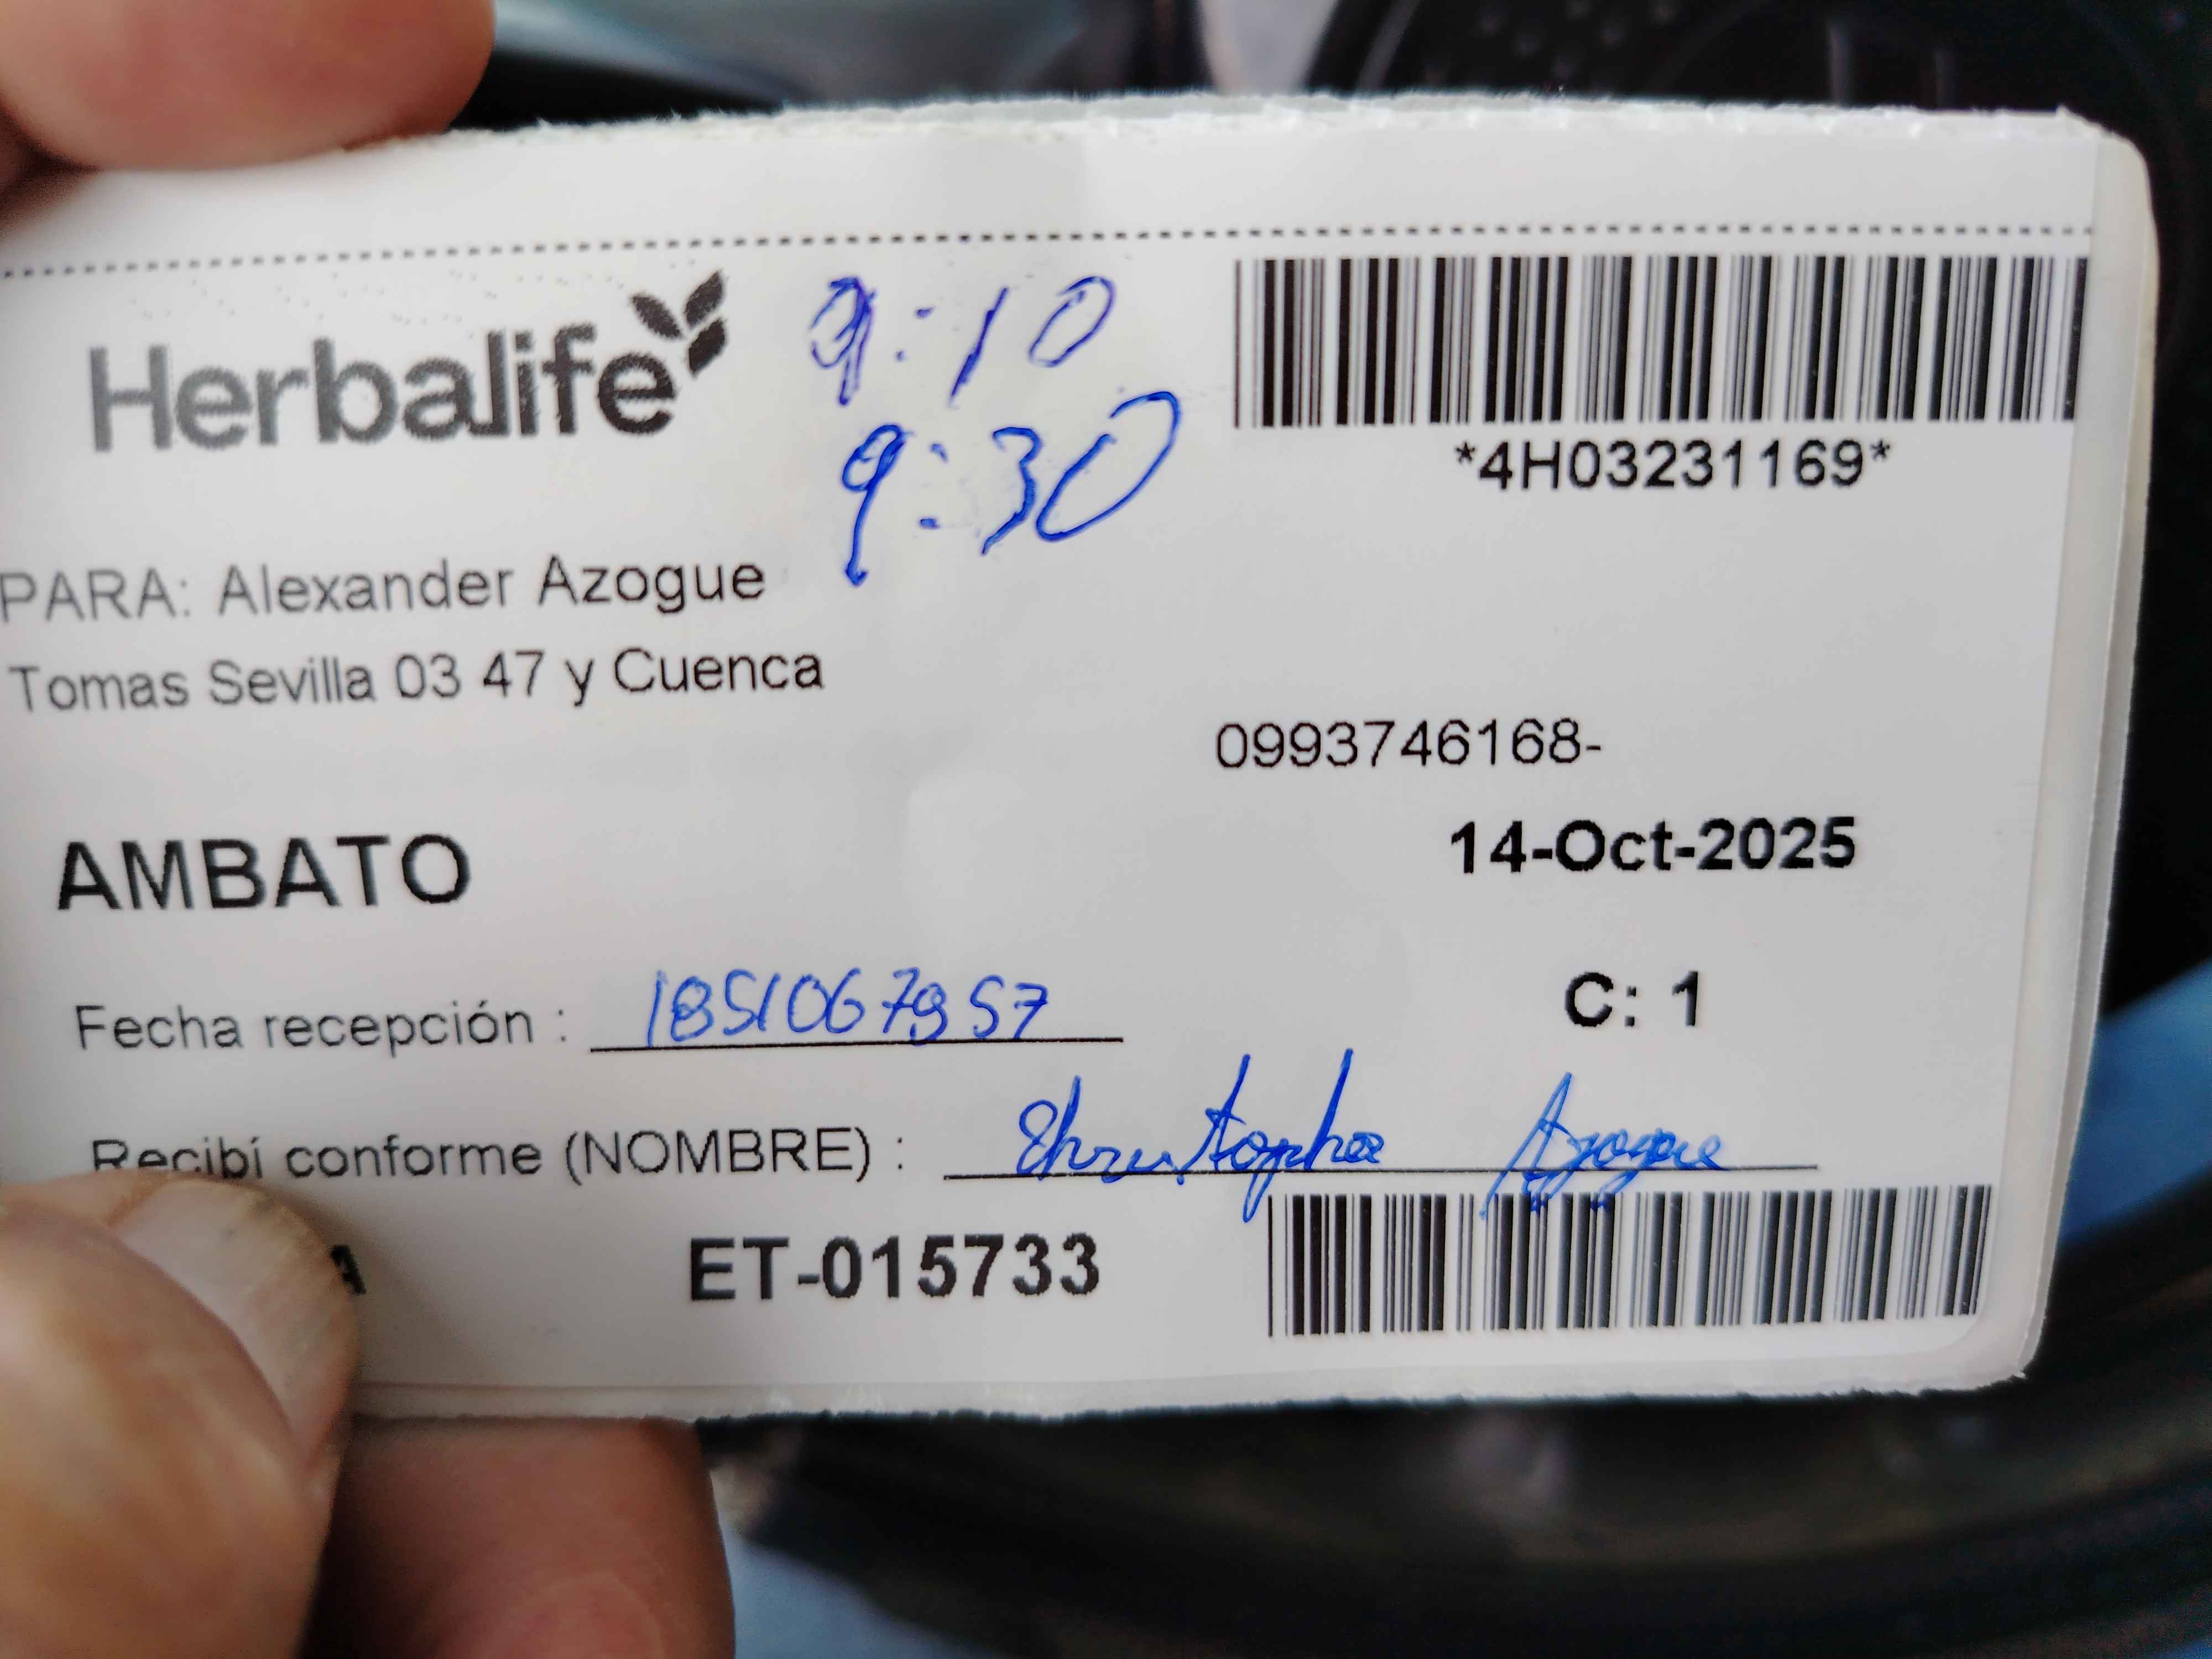 Herbalife
9:10
9:30
*4H03231169*
PARA: Alexander Azogue
Tomas Sevilla 03 47 y Cuenca
0993746168-
AMBATO
14-Oct-2025
Fecha recepción : 1851067957
C: 1
Recibí conforme (NOMBRE) : Christopher Azogue
A
ET-015733